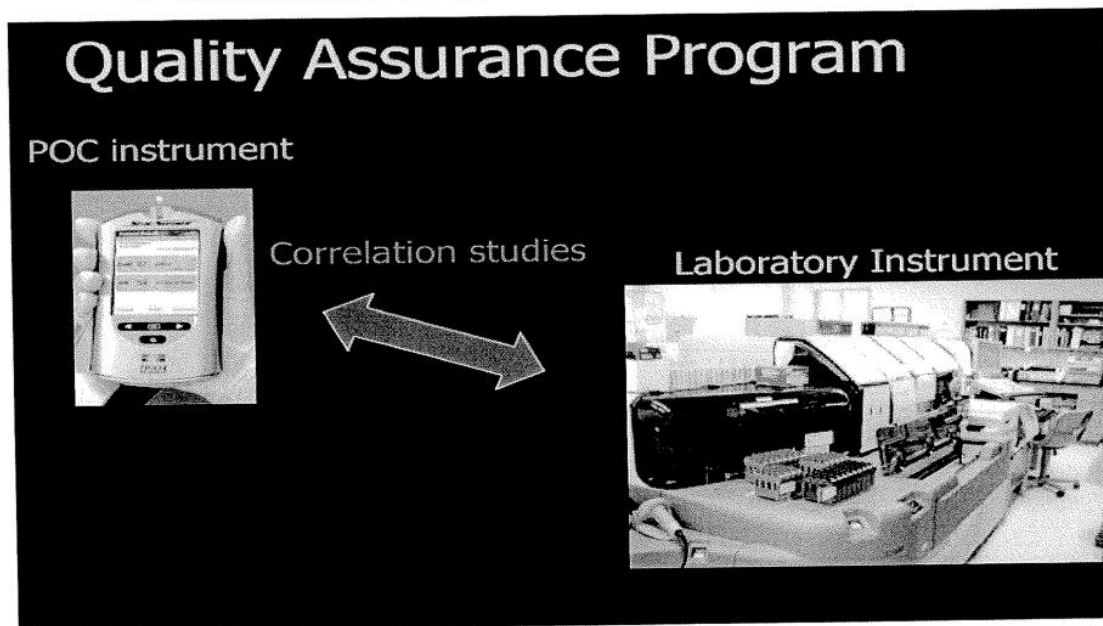 Quality Assurance Program
POC instrument
Correlation studies
Laboratory Instrument